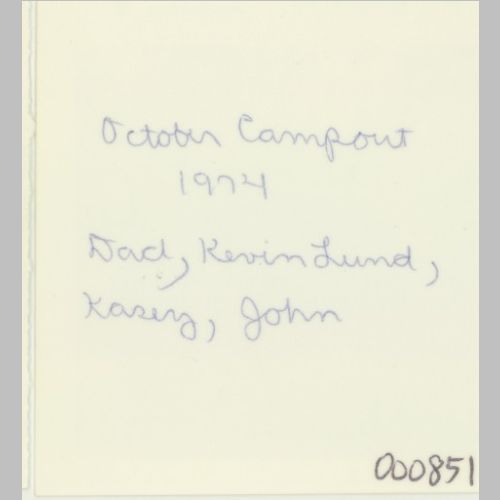 October Campout
1974
Dad, Kevin Lund,
Kasey, John
000851